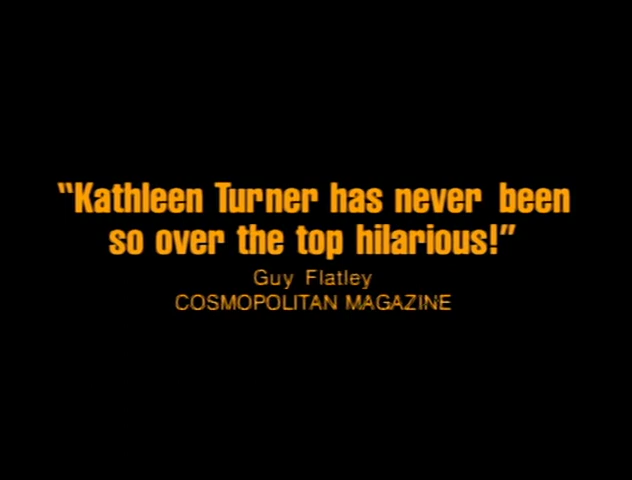 “Kathleen Turner has never been
so over the top hilarious!”
Guy Flatley
COSMOPOLITAN MAGAZINE